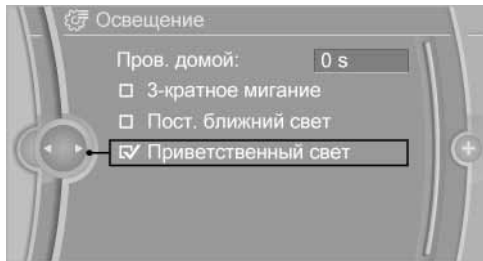 Освещение
Пров. домой: 0 s
3-кратное мигание
Пост. ближний свет
Приветственный свет